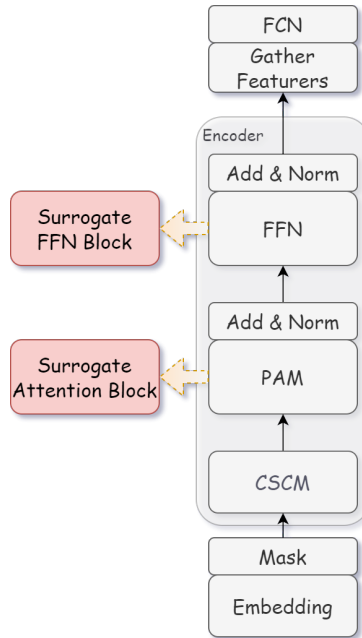 FCN
Gather
Featurers
Encoder
Add & Norm
FFN
Surrogate
FFN Block
Add & Norm
PAM
Surrogate
Attention Block
CSCM
Mask
Embedding